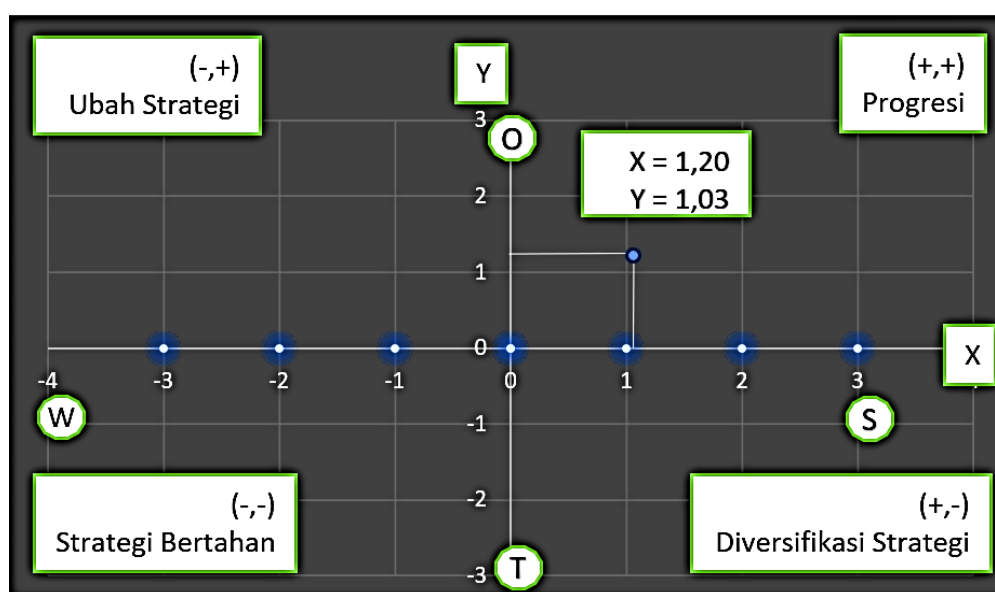 (-,+)
Ubah Strategi
Y
(+,+)
Progresi
3
O
X = 1,20
Y = 1,03
2
1
0
X
-4
-3
-2
-1
0
1
2
3
W
-1
S
(-,-)
Strategi Bertahan
-2
(+,-)
Diversifikasi Strategi
-3
T